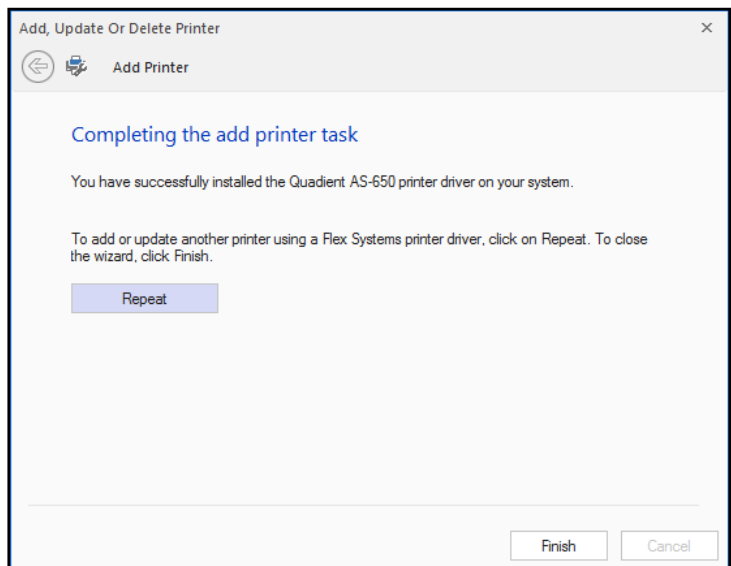 Add, Update Or Delete Printer
Add Printer
Completing the add printer task
You have successfully installed the Quadient AS-650 printer driver on your system.
To add or update another printer using a Flex Systems printer driver, click on Repeat. To close
the wizard, click Finish.
Repeat
Finish
Cancel